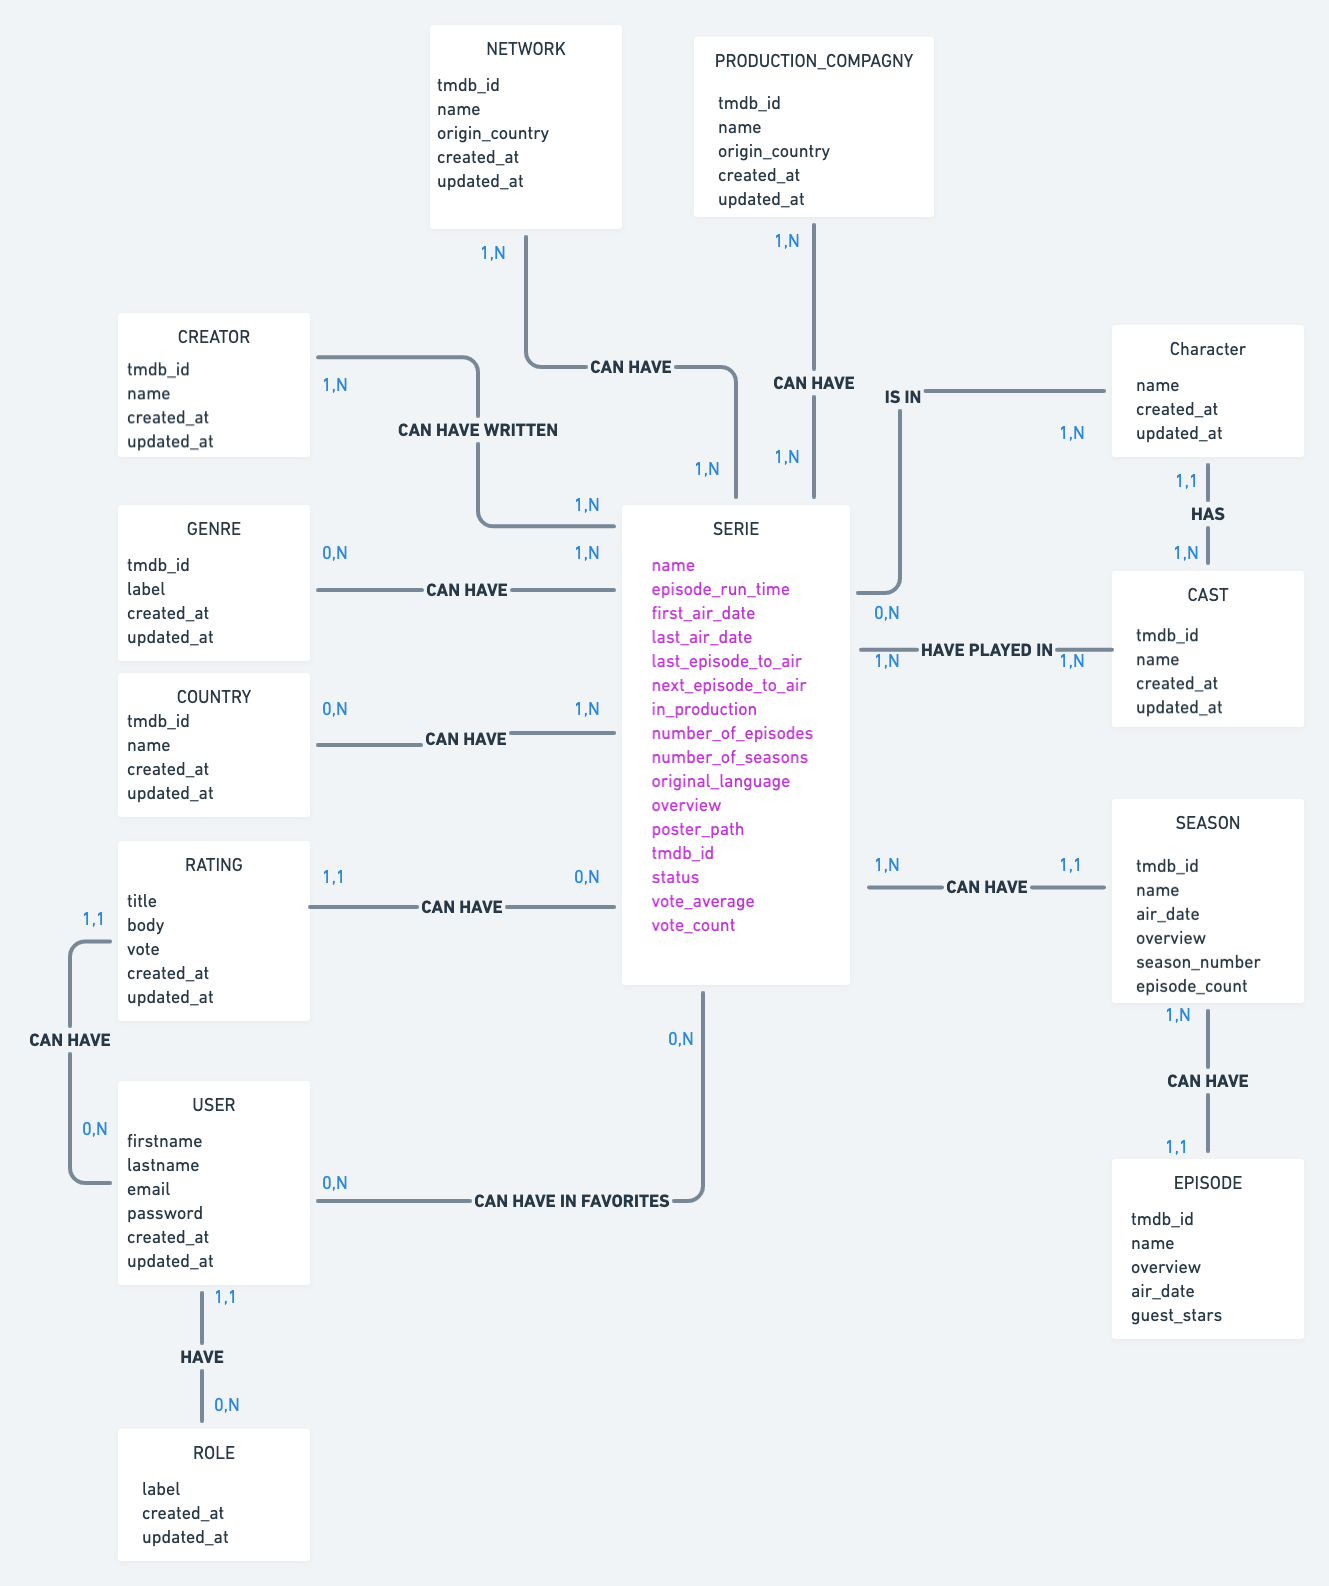 NETWORK
tmdb_id
name
origin_country
created_at
updated_at
1,N
PRODUCTION_COMPAGNY
tmdb_id
name
origin_country
created_at
updated_at
1,N
CAN HAVE
1,N
CAN HAVE
1,N
CREATOR
tmdb_id
name
created_at
updated_at
1,N
CAN HAVE WRITTEN
1,N
IS IN
0,N
Character
name
created_at
updated_at
1,N
1,1
HAS
1,N
GENRE
tmdb_id
label
created_at
updated_at
0,N
CAN HAVE
1,N
SERIE
name
episode_run_time
first_air_date
last_air_date
last_episode_to_air
next_episode_to_air
in_production
number_of_episodes
number_of_seasons
original_language
overview
poster_path
tmdb_id
status
vote_average
vote_count
CAST
tmdb_id
name
created_at
updated_at
1,N
HAVE PLAYED IN
1,N
COUNTRY
tmdb_id
name
created_at
updated_at
0,N
CAN HAVE
1,N
RATING
title
body
vote
created_at
updated_at
1,1
CAN HAVE
0,N
1,1
CAN HAVE
0,N
1,N
CAN HAVE
1,1
SEASON
tmdb_id
name
air_date
overview
season_number
episode_count
1,N
CAN HAVE
1,1
USER
firstname
lastname
email
password
created_at
updated_at
0,N
CAN HAVE IN FAVORITES
0,N
EPISODE
tmdb_id
name
overview
air_date
guest_stars
1,1
HAVE
0,N
ROLE
label
created_at
updated_at